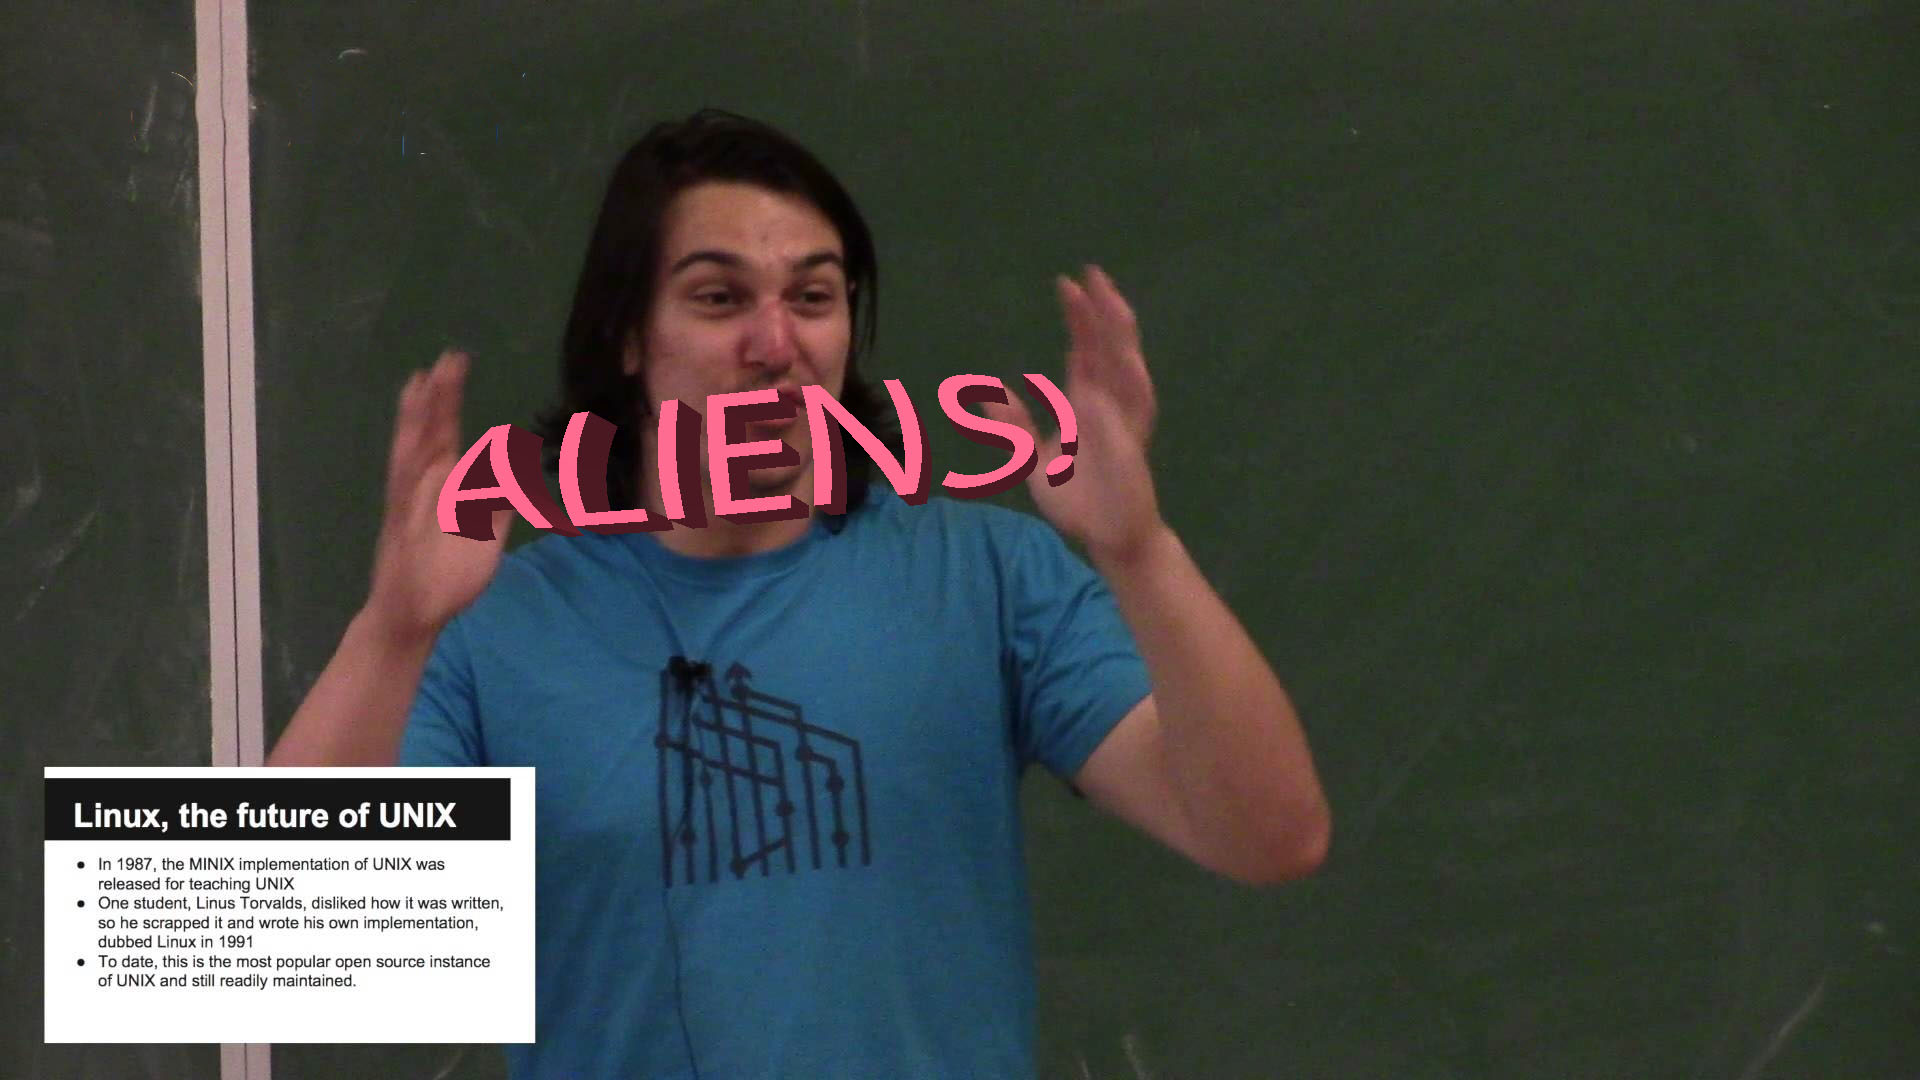 ALIENS!
Linux, the future of UNIX
● In 1987, the MINIX implementation of UNIX was
released for teaching UNIX
● One student, Linus Torvalds, disliked how it was written,
so he scrapped it and wrote his own implementation,
dubbed Linux in 1991
● To date, this is the most popular open source instance
of UNIX and still readily maintained.